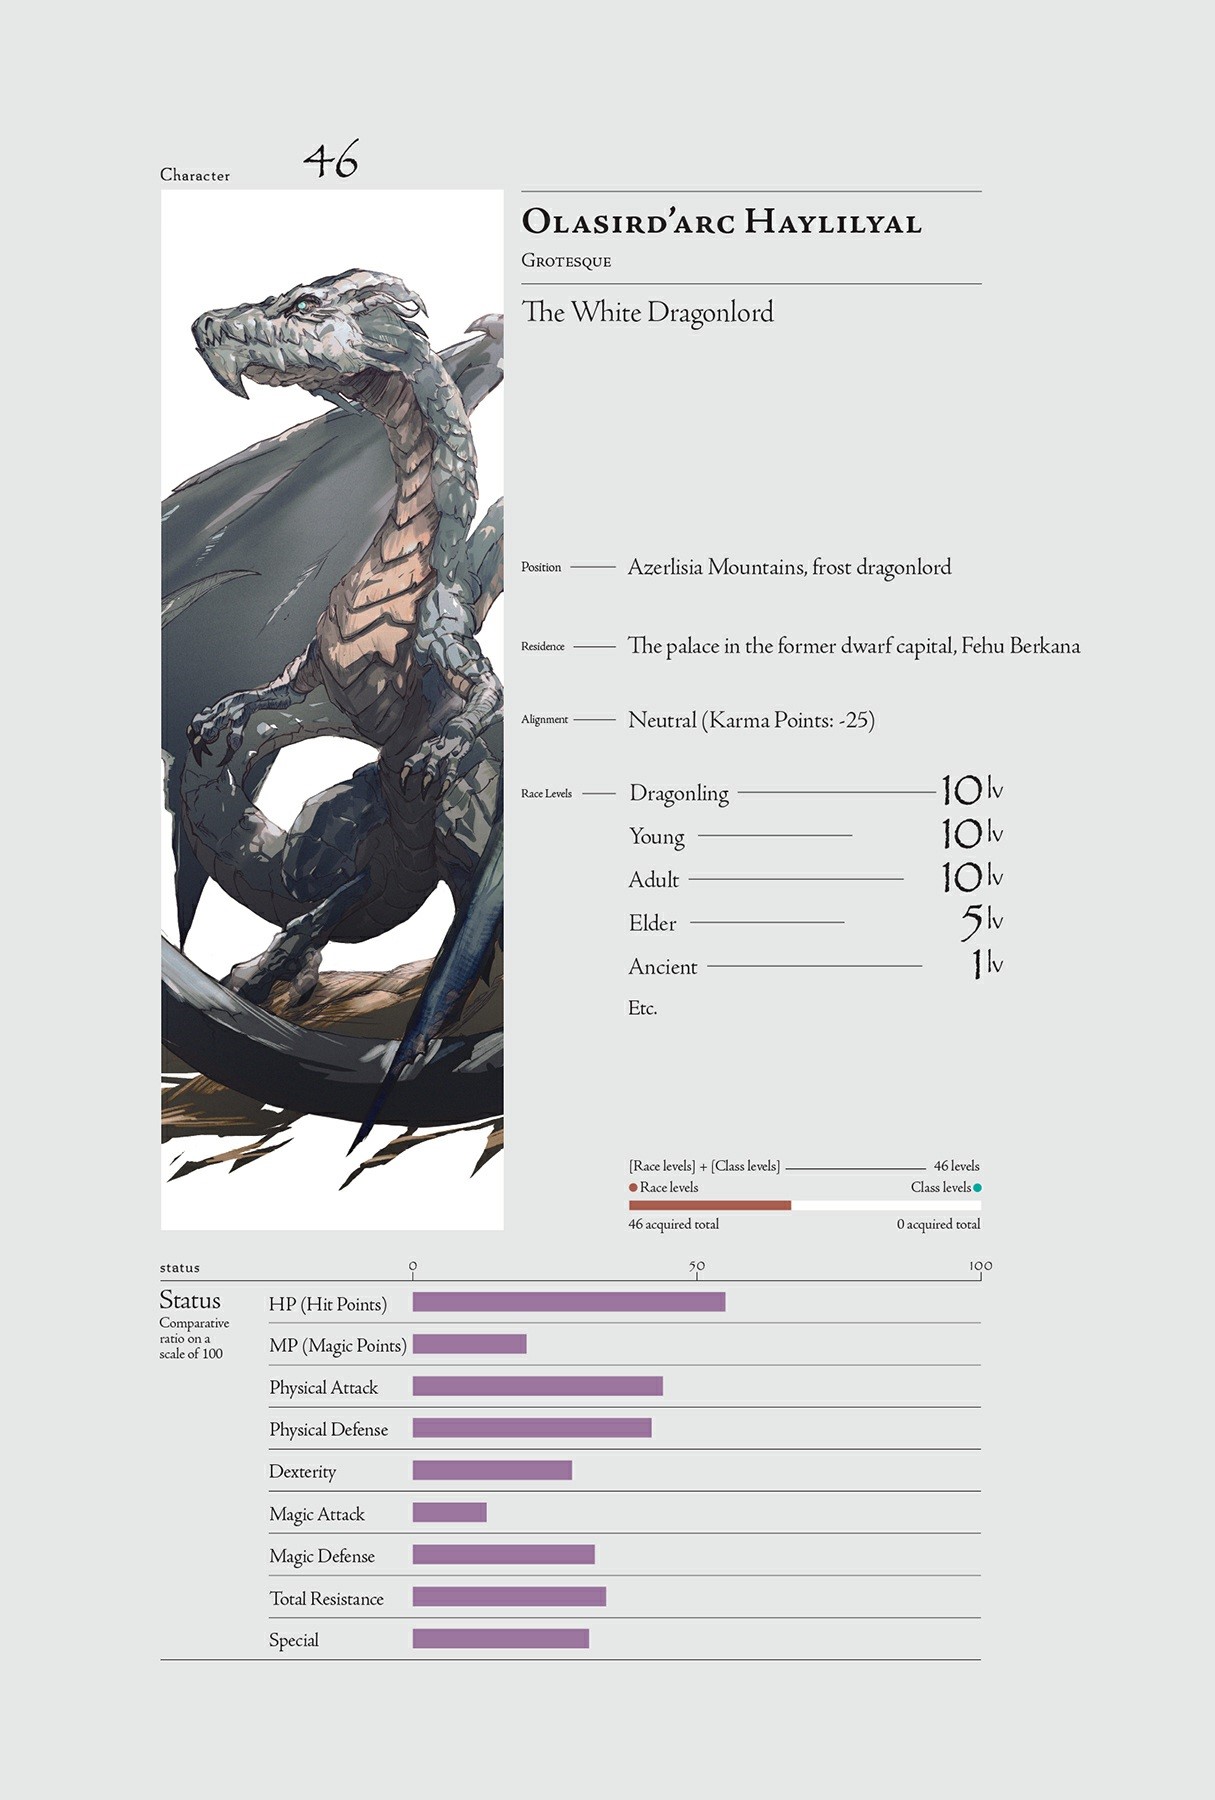 Character 46
OLASIRD'ARC HAYLILYAL
GROTESQUE
The White Dragonlord
Position Azerlisia Mountains, frost dragonlord
Residence The palace in the former dwarf capital, Fehu Berkana
Alignment Neutral (Karma Points: -25)
Race Levels Dragonling 10 lv
Young 10 lv
Adult 10 lv
Elder 5 lv
Ancient 1 lv
Etc.
[Race levels] + [Class levels] 46 levels
Race levels Class levels
46 acquired total 0 acquired total
status 0 50 100
Status
Comparative
ratio on a
scale of 100
HP (Hit Points)
MP (Magic Points)
Physical Attack
Physical Defense
Dexterity
Magic Attack
Magic Defense
Total Resistance
Special